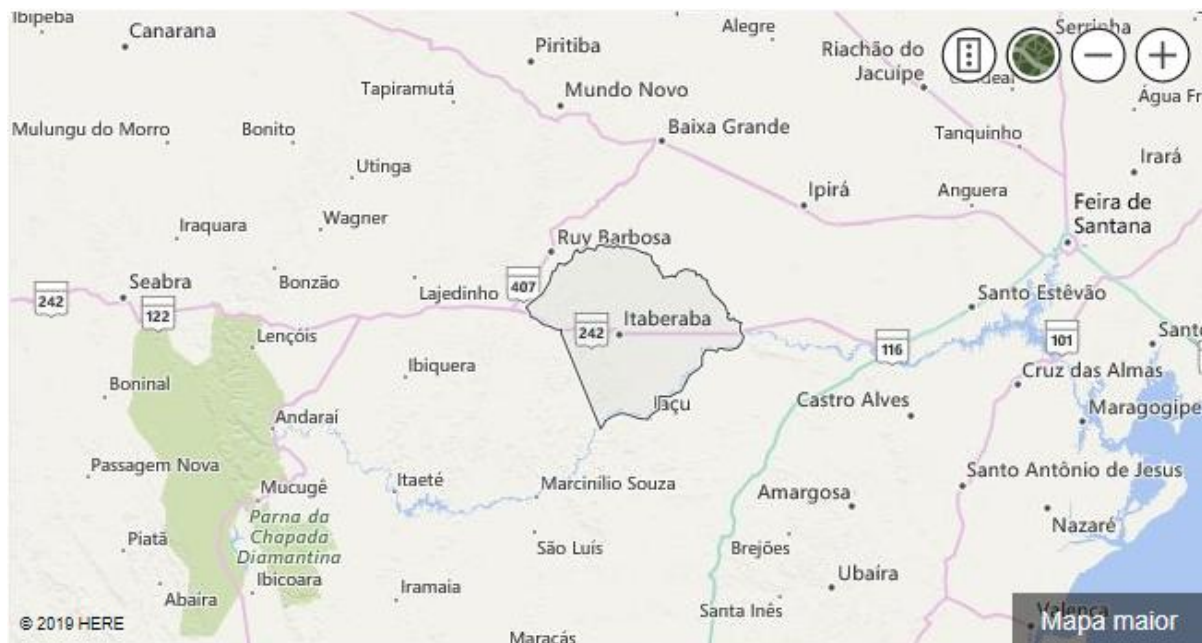 Ibipeba
Canarana
Alegre
Serrinha
Piritiba
Riachão do
Jacuípe
Tapiramutá
Mundo Novo
Água Fr
Mulungu do Morro
Bonito
Baixa Grande
Tanquinho
Irará
Utinga
Ipirá
Anguera
Feira de
Santana
Iraquara
Wagner
Ruy Barbosa
Seabra
Bonzão
Lajedinho
407
242
122
Santo Estêvão
Itaberaba
242
Lençóis
116
101
Santo
Ibiquera
Boninal
Cruz das Almas
Iaçu
Castro Alves
Maragogipe
Andaraí
Passagem Nova
Itaeté
Marcinílio Souza
Santo Antônio de Jesus
Mucugê
Amargosa
Nazaré
Parna da
Chapada
Diamantina
Piatã
São Luís
Brejões
Ibicoara
Iramaia
Ubaíra
Abaíra
Santa Inês
Valença
© 2019 HERE
Mapa maior
Maracás